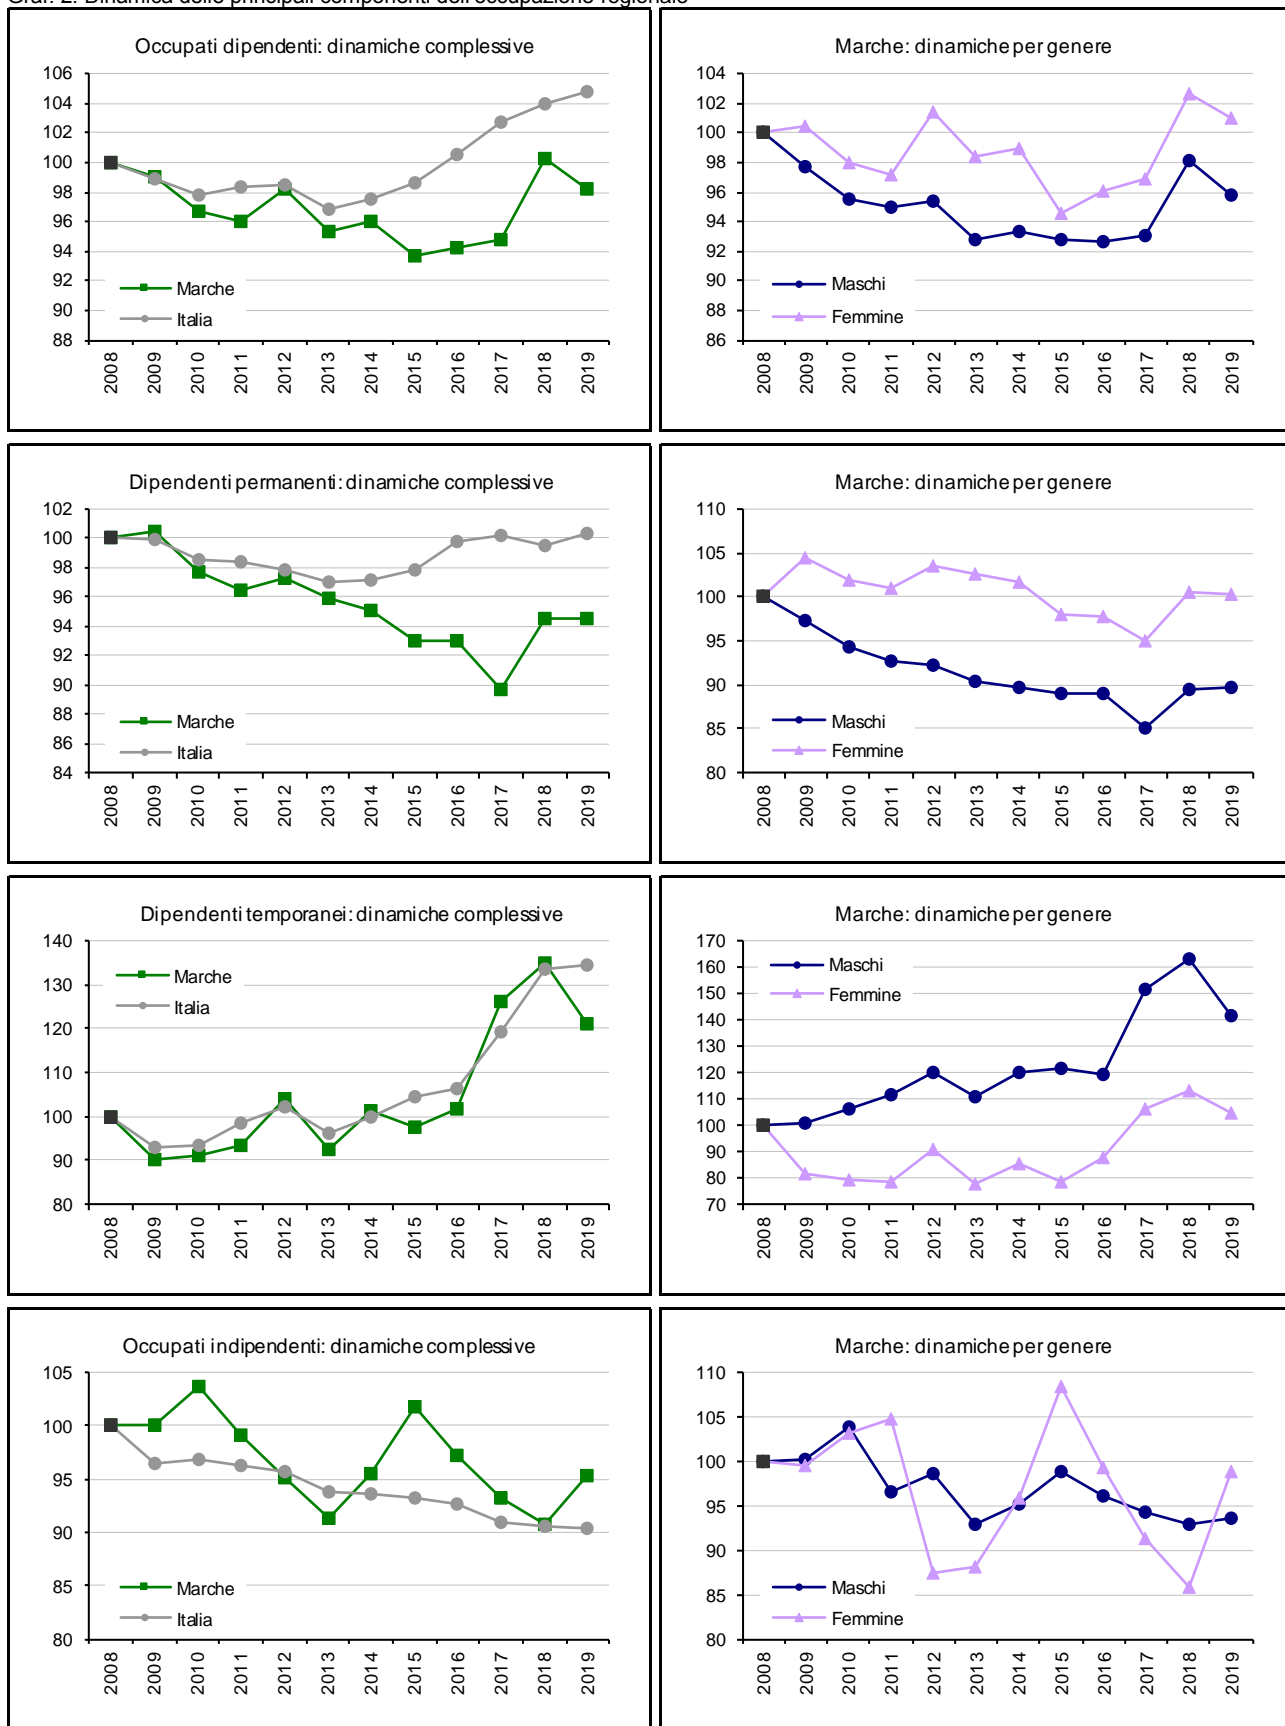 Graf. 2. Dinamica delle principali componenti dell'occupazione regionale
Occupati dipendenti: dinamiche complessive
106
104
102
100
98
96
94
92
90
88
Marche
Italia
2008 2009 2010 2011 2012 2013 2014 2015 2016 2017 2018 2019
Marche: dinamiche per genere
104
102
100
98
96
94
92
90
88
86
Maschi
Femmine
2008 2009 2010 2011 2012 2013 2014 2015 2016 2017 2018 2019
Dipendenti permanenti: dinamiche complessive
102
100
98
96
94
92
90
88
86
84
Marche
Italia
2008 2009 2010 2011 2012 2013 2014 2015 2016 2017 2018 2019
Marche: dinamiche per genere
110
105
100
95
90
85
80
Maschi
Femmine
2008 2009 2010 2011 2012 2013 2014 2015 2016 2017 2018 2019
Dipendenti temporanei: dinamiche complessive
140
130
120
110
100
90
80
Marche
Italia
2008 2009 2010 2011 2012 2013 2014 2015 2016 2017 2018 2019
Marche: dinamiche per genere
170
160
150
140
130
120
110
100
90
80
70
Maschi
Femmine
2008 2009 2010 2011 2012 2013 2014 2015 2016 2017 2018 2019
Occupati indipendenti: dinamiche complessive
105
100
95
90
85
80
Marche
Italia
2008 2009 2010 2011 2012 2013 2014 2015 2016 2017 2018 2019
Marche: dinamiche per genere
110
105
100
95
90
85
80
Maschi
Femmine
2008 2009 2010 2011 2012 2013 2014 2015 2016 2017 2018 2019